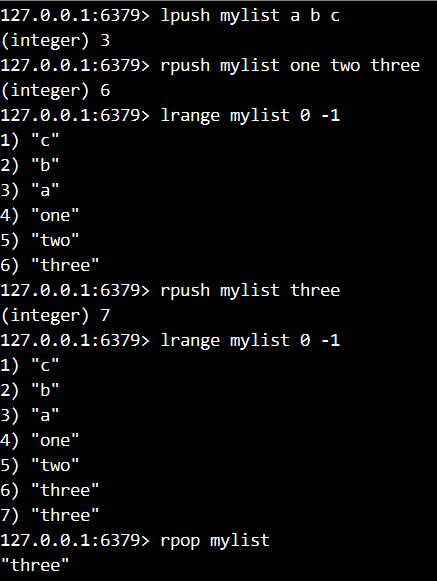 127.0.0.1:6379> lpush mylist a b c
(integer) 3
127.0.0.1:6379> rpush mylist one two three
(integer) 6
127.0.0.1:6379> lrange mylist 0 -1
1) "c"
2) "b"
3) "a"
4) "one"
5) "two"
6) "three"
127.0.0.1:6379> rpush mylist three
(integer) 7
127.0.0.1:6379> lrange mylist 0 -1
1) "c"
2) "b"
3) "a"
4) "one"
5) "two"
6) "three"
7) "three"
127.0.0.1:6379> rpop mylist
"three"